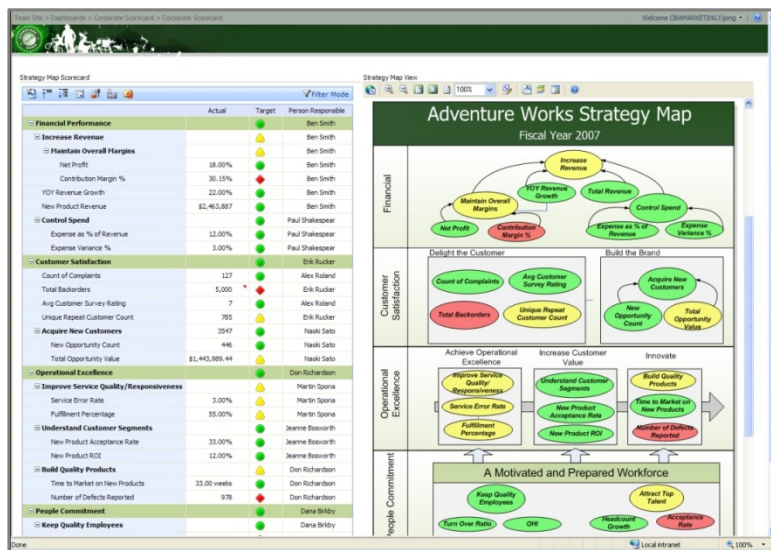 Team Site > Dashboards > Corporate Scorecard > Corporate Scorecard
Welcome OBAMARKETING\
Strategy Map Scorecard
Filter Mode
Actual Target Person Responsible
Financial Performance Ben Smith
Increase Revenue Ben Smith
Maintain Overall Margins Ben Smith
Net Profit 18.00% Ben Smith
Contribution Margin % 30.15% Ben Smith
YOY Revenue Growth 22.00% Ben Smith
New Product Revenue $2,463,887 Ben Smith
Control Spend Paul Shakespear
Expense as % of Revenue 12.00% Paul Shakespear
Expense Variance % 3.00% Paul Shakespear
Customer Satisfaction Erik Rucker
Count of Complaints 127 Alex Roland
Total Backorders 5,000 Erik Rucker
Avg Customer Survey Rating 7 Alex Roland
Unique Repeat Customer Count 785 Erik Rucker
Acquire New Customers 3547 Naoki Sato
New Opportunity Count 446 Naoki Sato
Total Opportunity Value $1,443,989.44 Naoki Sato
Operational Excellence Don Richardson
Improve Service Quality/Responsiveness Martin Spona
Service Error Rate 3.00% Martin Spona
Fulfillment Percentage 55.00% Martin Spona
Understand Customer Segments Jeanne Bosworth
New Product Acceptance Rate 33.00% Jeanne Bosworth
New Product ROI 12.00% Jeanne Bosworth
Build Quality Products Don Richardson
Time to Market on New Products 33.00 weeks Don Richardson
Number of Defects Reported 978 Don Richardson
People Commitment Dana Birkby
Keep Quality Employees Dana Birkby
Strategy Map View
100%
Adventure Works Strategy Map
Fiscal Year 2007
Financial
Increase
Revenue
Maintain Overall
Margins
YOY Revenue
Growth
Total Revenue
Control Spend
Net Profit
Contribution
Margin %
Expense as % of
Revenue
Expense
Variance %
Customer
Satisfaction
Delight the Customer
Count of Complaints
Avg Customer
Survey Rating
Total Backorders
Unique Repeat
Customer Count
Build the Brand
Acquire New
Customers
New
Opportunity
Count
Total
Opportunity
Value
Operational
Excellence
Achieve Operational
Excellence
Improve Service
Quality/
Responsiveness
Service Error Rate
Fulfillment
Percentage
Increase Customer
Value
Understand Customer
Segments
New Product
Acceptance Rate
New Product ROI
Innovate
Build Quality
Products
Time to Market on
New Products
Number of Defects
Reported
People Commitment
A Motivated and Prepared Workforce
Keep Quality
Employees
Turn Over Ratio
OHI
Attract Top
Talent
Headcount
Growth
Acceptance
Rate
Done
Local intranet
100%